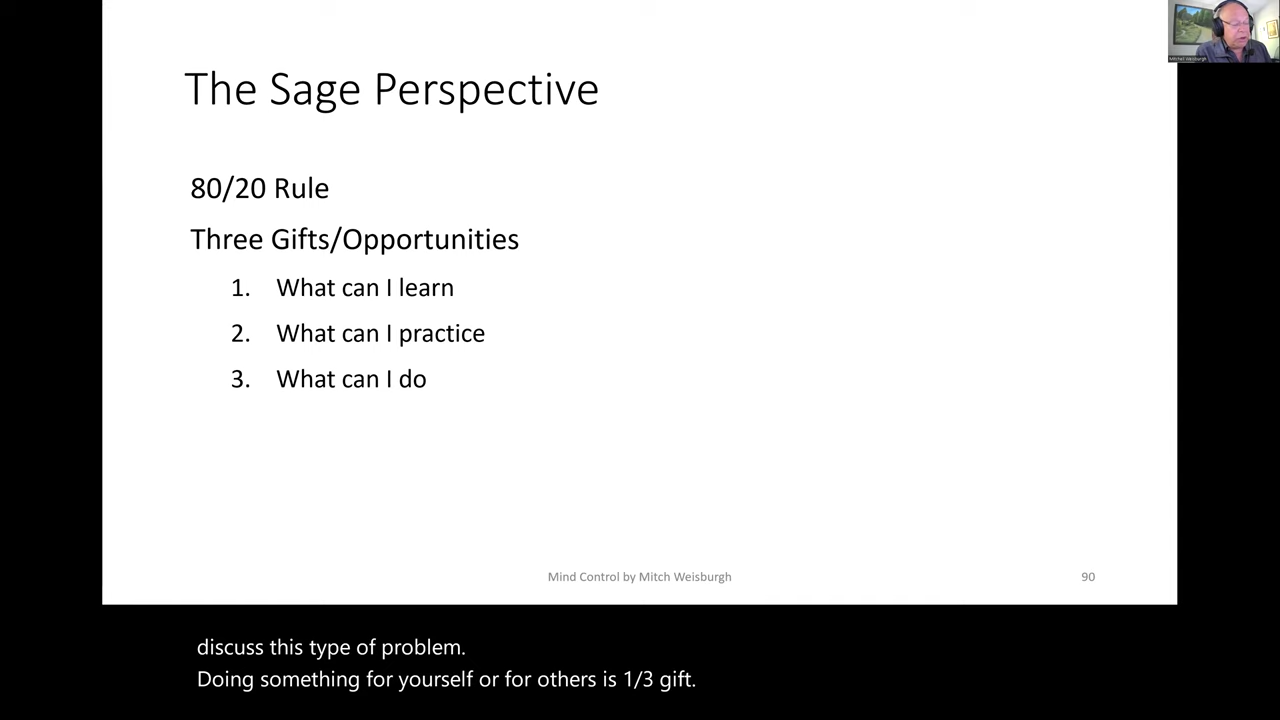 The Sage Perspective
80/20 Rule
Three Gifts/Opportunities
1. What can I learn
2. What can I practice
3. What can I do
Mind Control by Mitch Weisburgh
90
Mitchell Weisburgh
discuss this type of problem.
Doing something for yourself or for others is 1/3 gift.